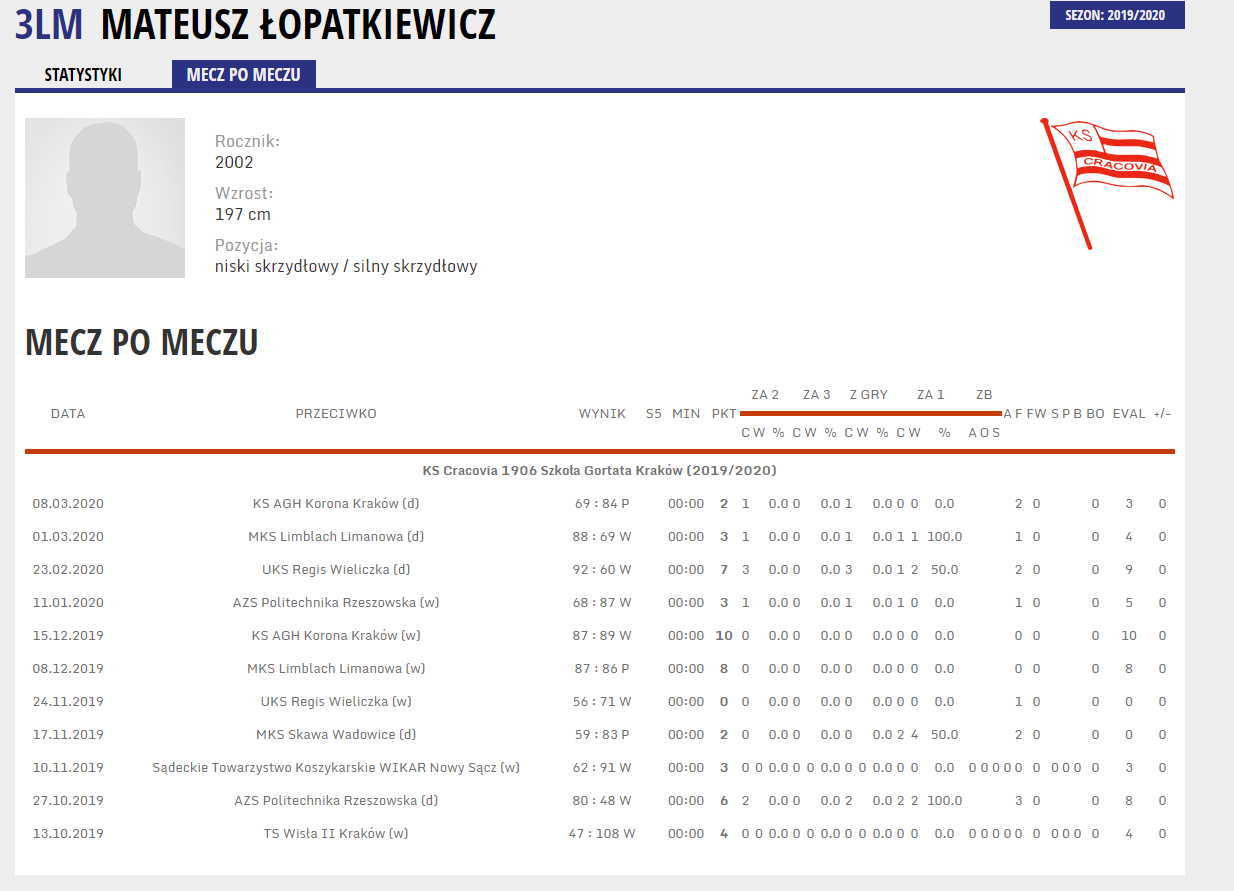 3LM MATEUSZ ŁOPATKIEWICZ
SEZON: 2019/2020
STATYSTYKI MECZ PO MECZU
Rocznik:
2002
Wzrost:
197 cm
Pozycja:
niski skrzydłowy / silny skrzydłowy
KS
CRACOVIA
MECZ PO MECZU
ZA 2 ZA 3 Z GRY ZA 1 ZB
DATA PRZECIWKO WYNIK S5 MIN PKT A F FW S P B BO EVAL +/-
C W % C W % C W % C W % A O S
KS Cracovia 1906 Szkoła Gortata Kraków (2019/2020)
08.03.2020 KS AGH Korona Kraków (d) 69 : 84 P 00:00 2 1 0.0 0 0.0 1 0.0 0 0 0.0 2 0 0 3 0
01.03.2020 MKS Limblach Limanowa (d) 88 : 69 W 00:00 3 1 0.0 0 0.0 1 0.0 1 1 100.0 1 0 0 4 0
23.02.2020 UKS Regis Wieliczka (d) 92 : 60 W 00:00 7 3 0.0 0 0.0 3 0.0 1 2 50.0 2 0 0 9 0
11.01.2020 AZS Politechnika Rzeszowska (w) 68 : 87 W 00:00 3 1 0.0 0 0.0 1 0.0 1 0 0.0 1 0 0 5 0
15.12.2019 KS AGH Korona Kraków (w) 87 : 89 W 00:00 10 0 0.0 0 0.0 0 0.0 0 0 0.0 0 0 0 10 0
08.12.2019 MKS Limblach Limanowa (w) 87 : 86 P 00:00 8 0 0.0 0 0.0 0 0.0 0 0 0.0 0 0 0 8 0
24.11.2019 UKS Regis Wieliczka (w) 56 : 71 W 00:00 0 0 0.0 0 0.0 0 0.0 0 0 0.0 1 0 0 0 0
17.11.2019 MKS Skawa Wadowice (d) 59 : 83 P 00:00 2 0 0.0 0 0.0 0 0.0 2 4 50.0 2 0 0 0 0
10.11.2019 Sądeckie Towarzystwo Koszykarskie WIKAR Nowy Sącz (w) 62 : 91 W 00:00 3 0 0 0.0 0 0 0.0 0 0 0.0 0 0 0.0 0 0 0 0 0 0 0 0 0 0 3 0
27.10.2019 AZS Politechnika Rzeszowska (d) 80 : 48 W 00:00 6 2 0.0 0 0.0 2 0.0 2 2 100.0 3 0 0 8 0
13.10.2019 TS Wisła II Kraków (w) 47 : 108 W 00:00 4 0 0 0.0 0 0 0.0 0 0 0.0 0 0 0.0 0 0 0 0 0 0 0 0 0 0 4 0